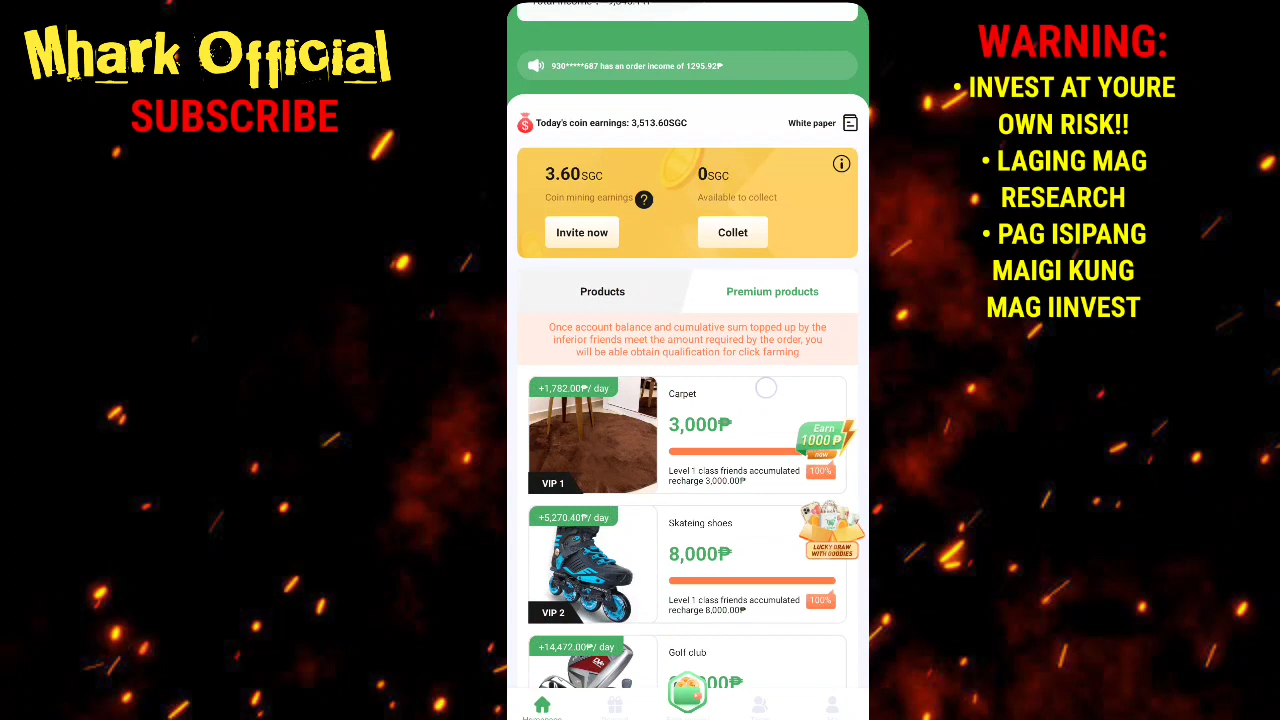 Mhark Official
SUBSCRIBE
WARNING:
• INVEST AT YOURE
OWN RISK!!
• LAGING MAG
RESEARCH
• PAG ISIPANG
MAIGI KUNG
MAG IINVEST
930*****687 has an order income of 1295.92₱
Today's coin earnings: 3,513.60SGC
White paper
3.60 SGC
0 SGC
Coin mining earnings ?
Available to collect
Invite now
Collet
Products
Premium products
Once account balance and cumulative sum topped up by the
inferior friends meet the amount required by the order, you
will be able obtain qualification for click farming
+1,782.00₱/ day
Carpet
3,000₱
Earn
1000 ₱
now
Level 1 class friends accumulated
recharge 3,000.00₱
100%
VIP 1
+5,270.40₱/ day
Skateing shoes
8,000₱
LUCKY DRAW
WITH GOODIES
Level 1 class friends accumulated
recharge 8,000.00₱
100%
VIP 2
+14,472.00₱/ day
Golf club